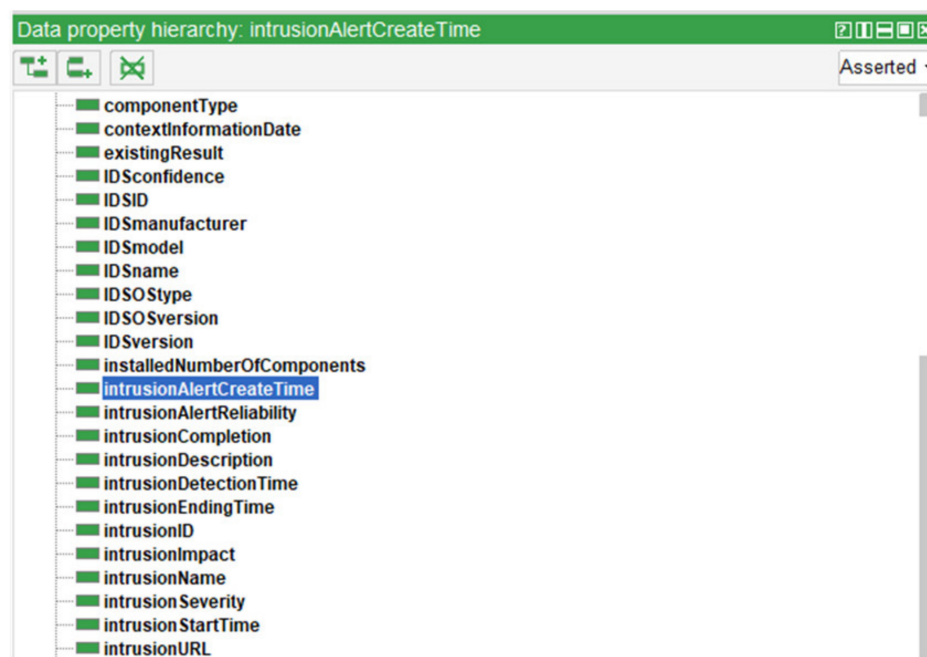 Data property hierarchy: intrusionAlertCreateTime
Asserted
componentType
contextInformationDate
existingResult
IDSconfidence
IDSID
IDSmanufacturer
IDSmodel
IDSname
IDSOStype
IDSOSversion
IDSversion
installedNumberOfComponents
intrusionAlertCreateTime
intrusionAlertReliability
intrusionCompletion
intrusionDescription
intrusionDetectionTime
intrusionEndingTime
intrusionID
intrusionImpact
intrusionName
intrusionSeverity
intrusionStartTime
intrusionURL